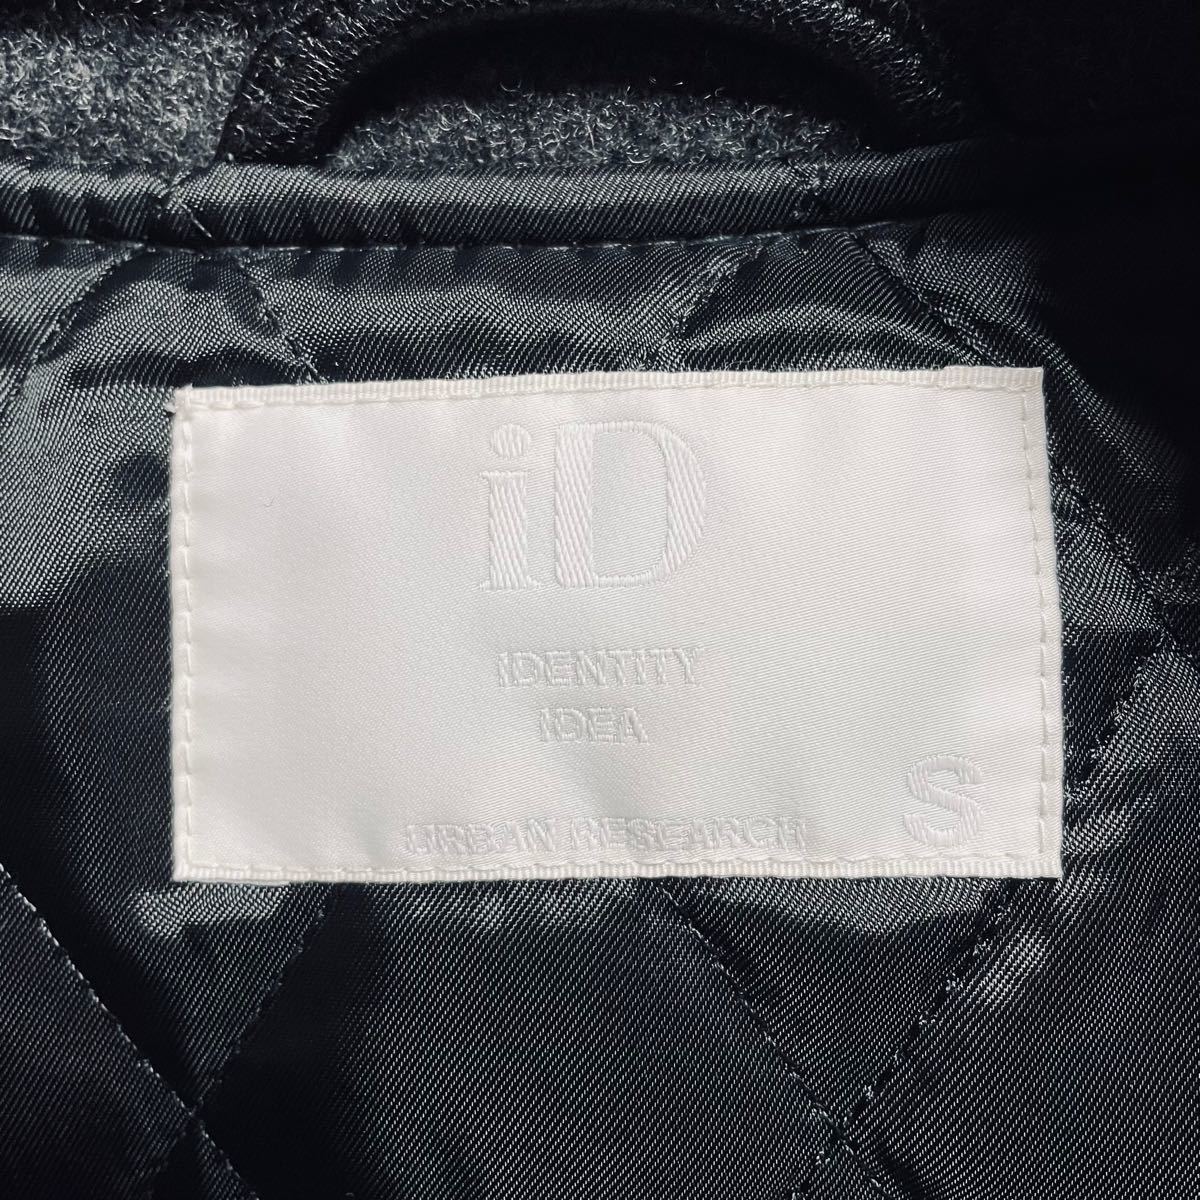 iD
IDENTITY
IDEA
S
URBAN RESEARCH